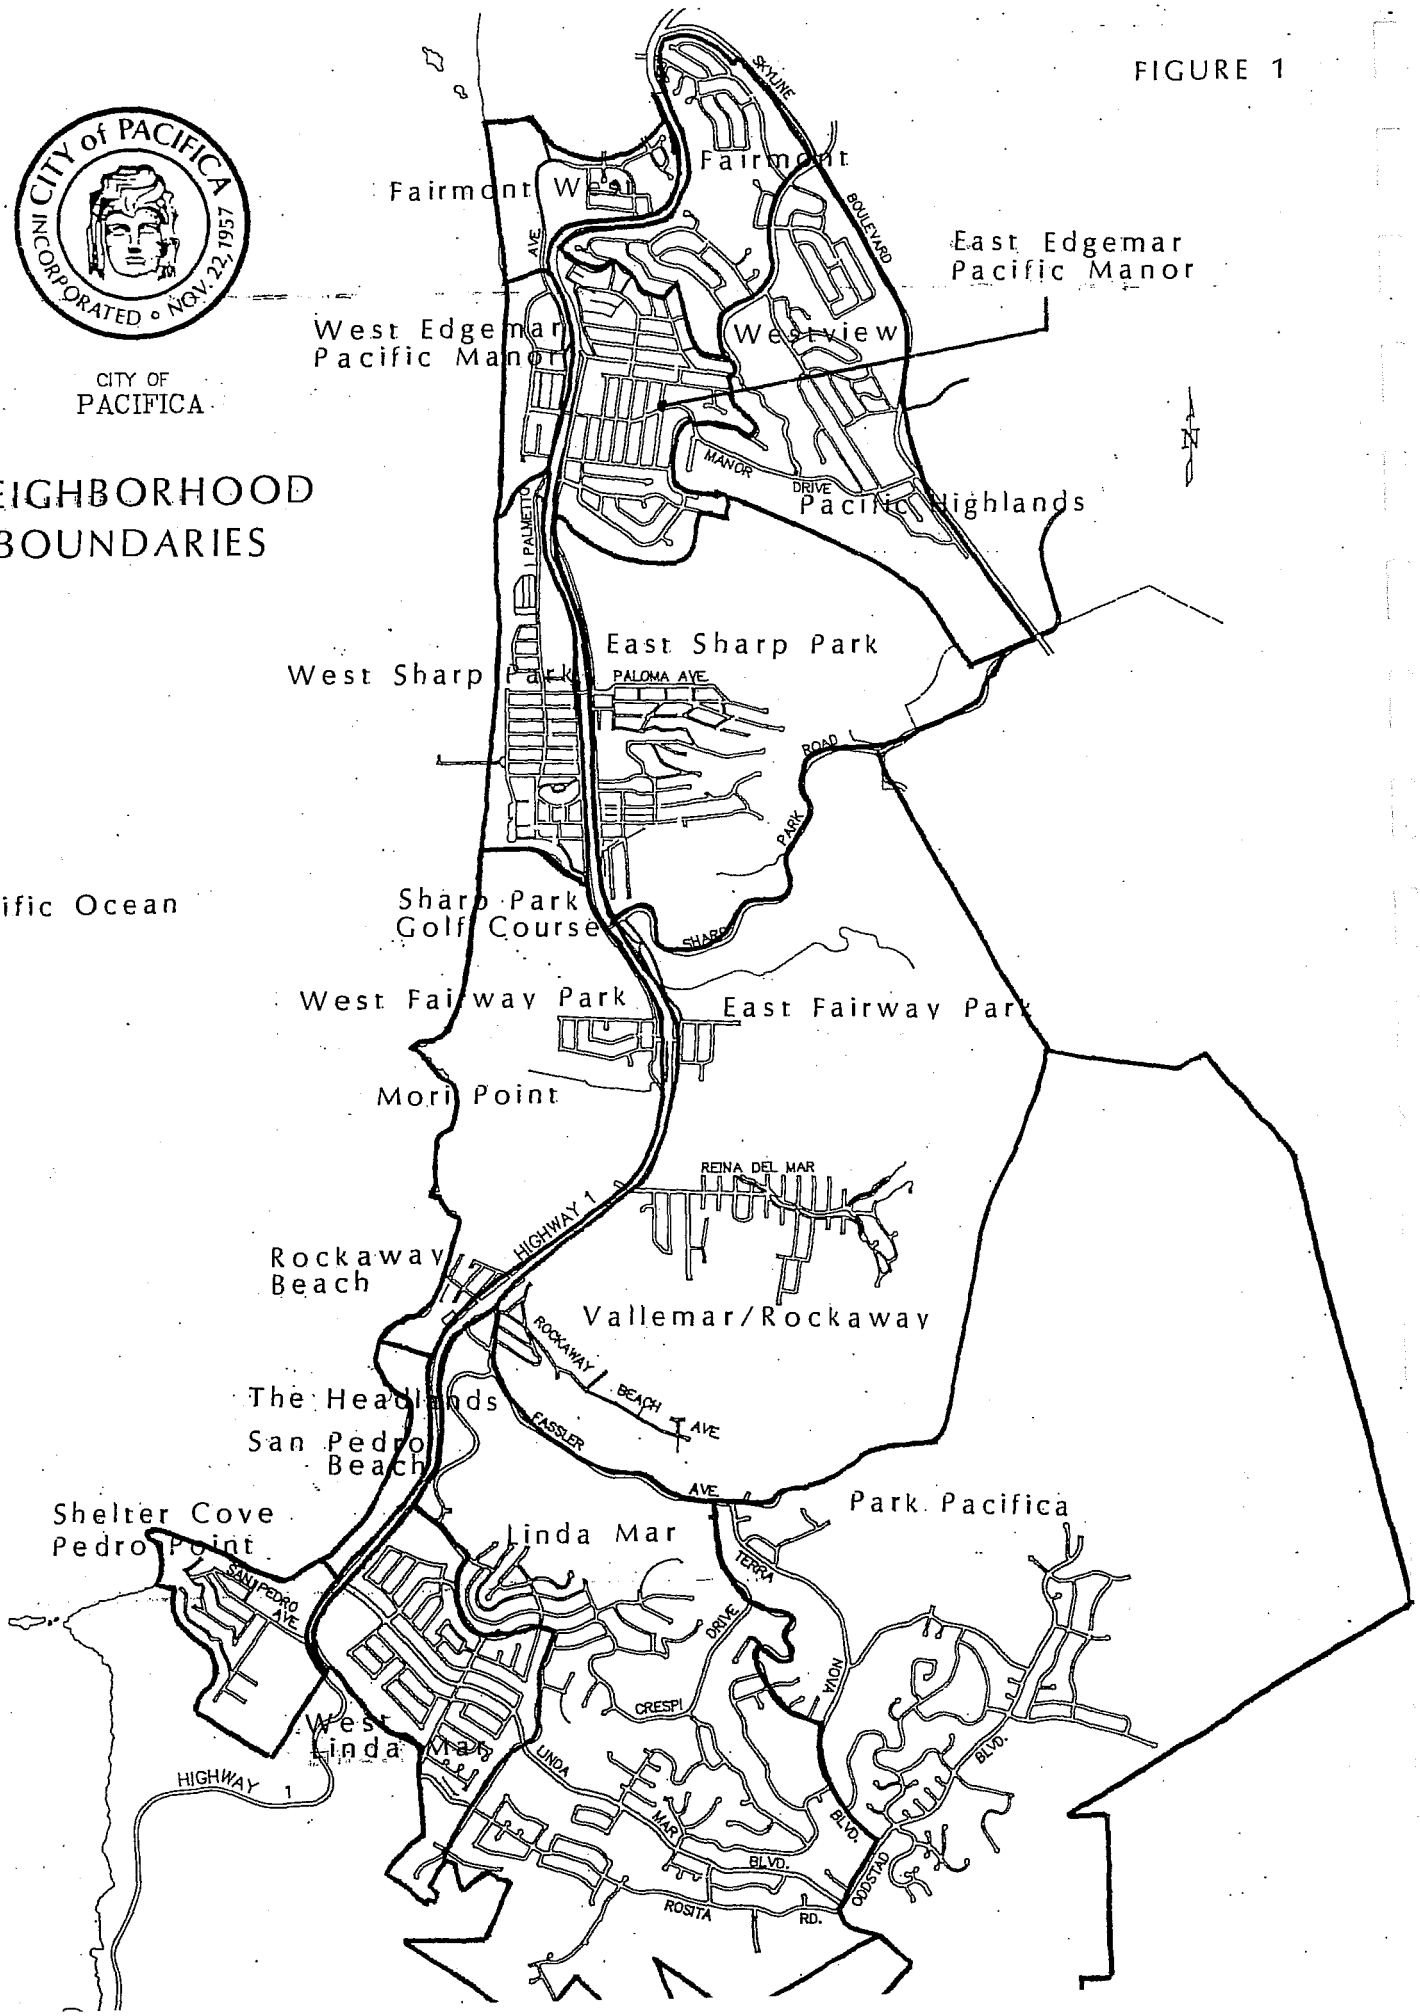 FIGURE 1
CITY of PACIFICA
INCORPORATED • NOV. 22, 1957
CITY OF
PACIFICA
EIGHBORHOOD
BOUNDARIES
SKYLINE
BOULEVARD
Fairmont
Fairmont West
AVE
East Edgemar
Pacific Manor
West Edgemar
Pacific Manor
Westview
N
MANOR
DRIVE
Pacific Highlands
PALMETTO
East Sharp Park
West Sharp Park
PALOMA AVE.
ROAD
PARK
SHARP
ific Ocean
Sharp Park
Golf Course
West Fairway Park
East Fairway Park
Mori Point
REINA DEL MAR
HIGHWAY 1
Rockaway
Beach
Vallemar/Rockaway
ROCKAWAY
BEACH
AVE
The Headlands
FASSLER
AVE
San Pedro
Beach
Shelter Cove
Pedro Point
Park Pacifica
Linda Mar
SAN PEDRO
AVE
TERRA
DRIVE
NOVA
CRESPI
West
Linda Mar
LINDA
MAR
BLVD.
BLVD.
BLVD.
HIGHWAY 1
ODDSTAD
ROSITA
RD.